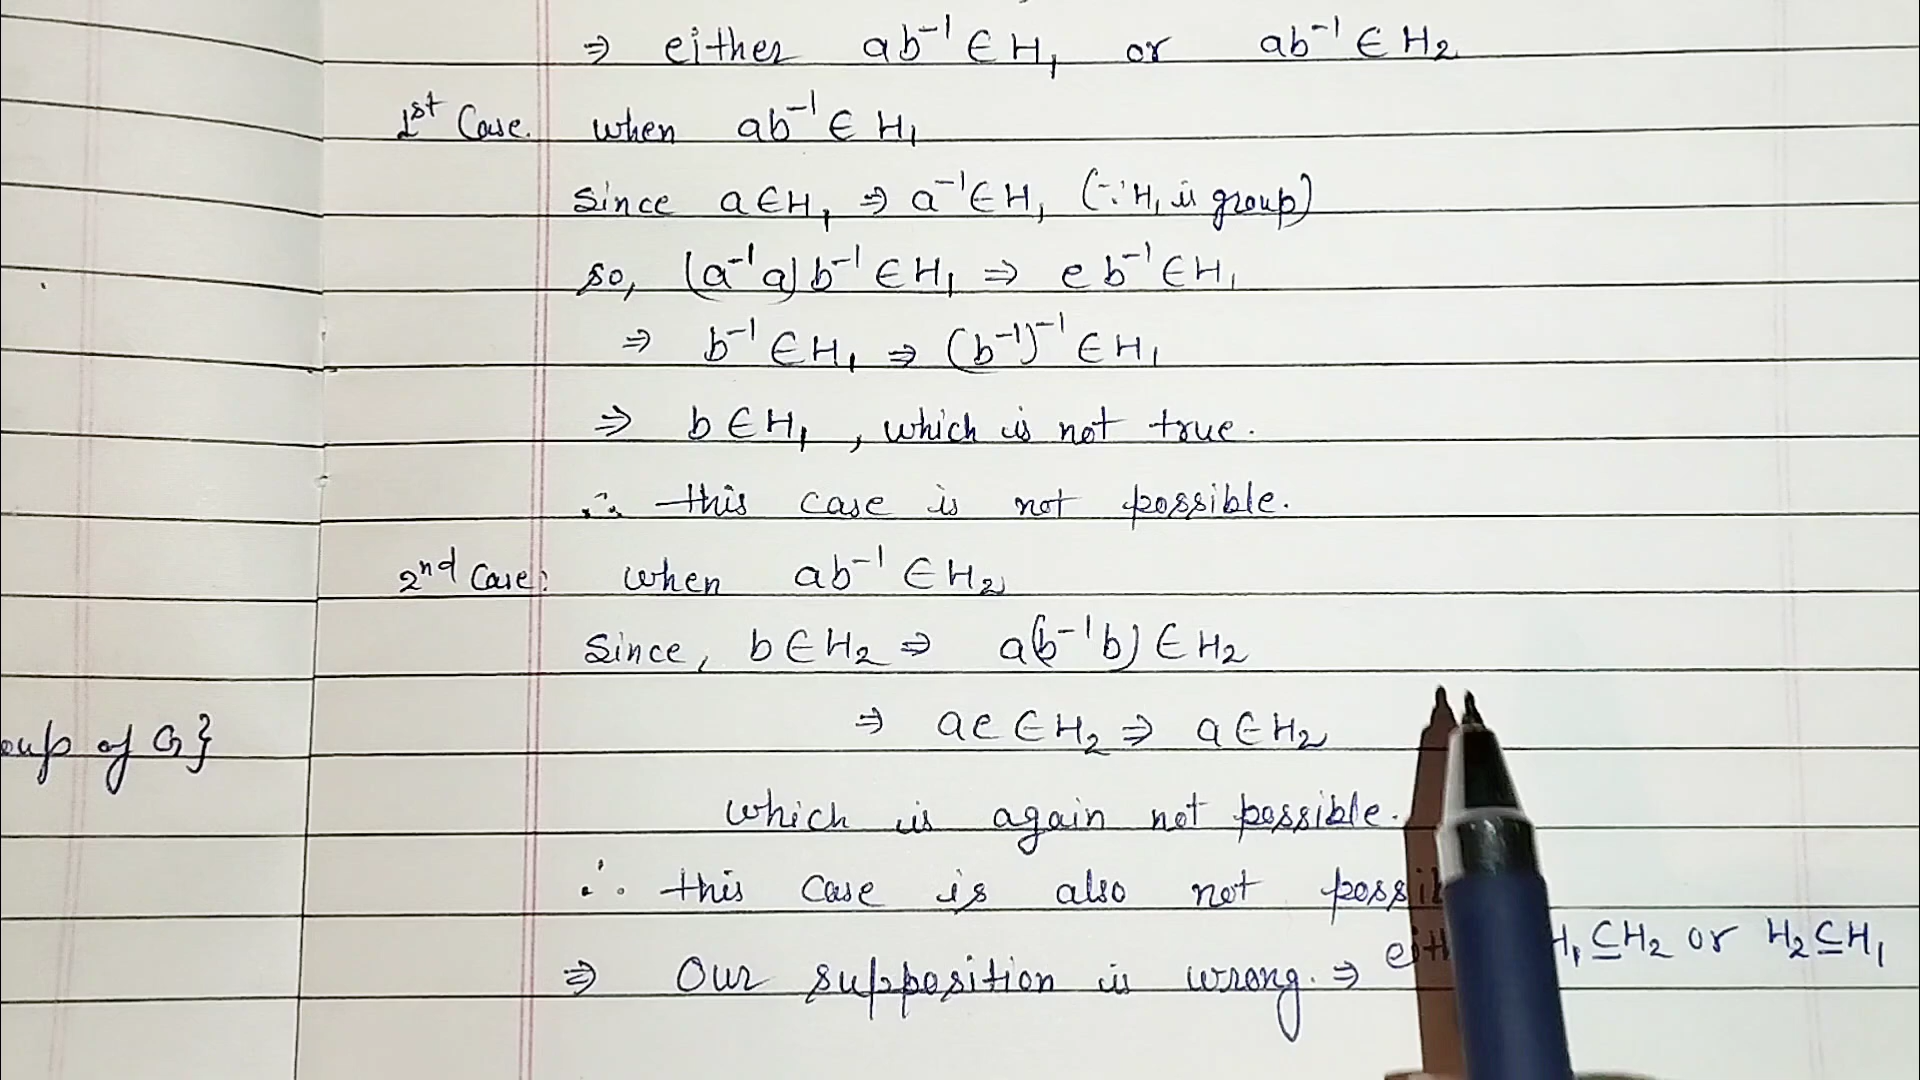 ⇒ either ab⁻¹ ∈ H₁ or ab⁻¹ ∈ H₂
1st Case. when ab⁻¹ ∈ H₁
Since a ∈ H₁ ⇒ a⁻¹ ∈ H₁ (∵ H₁ is group)
so, (a⁻¹a)b⁻¹ ∈ H₁ ⇒ eb⁻¹ ∈ H₁
⇒ b⁻¹ ∈ H₁ ⇒ (b⁻¹)⁻¹ ∈ H₁
⇒ b ∈ H₁, which is not true.
∴ this case is not possible.
2nd Case: when ab⁻¹ ∈ H₂
Since, b ∈ H₂ ⇒ a(b⁻¹b) ∈ H₂
⇒ ae ∈ H₂ ⇒ a ∈ H₂
of G}
which is again not possible.
∴ this case is also not
⇒ Our supposition is wrong. ⇒ H₁ ⊆ H₂ or H₂ ⊆ H₁